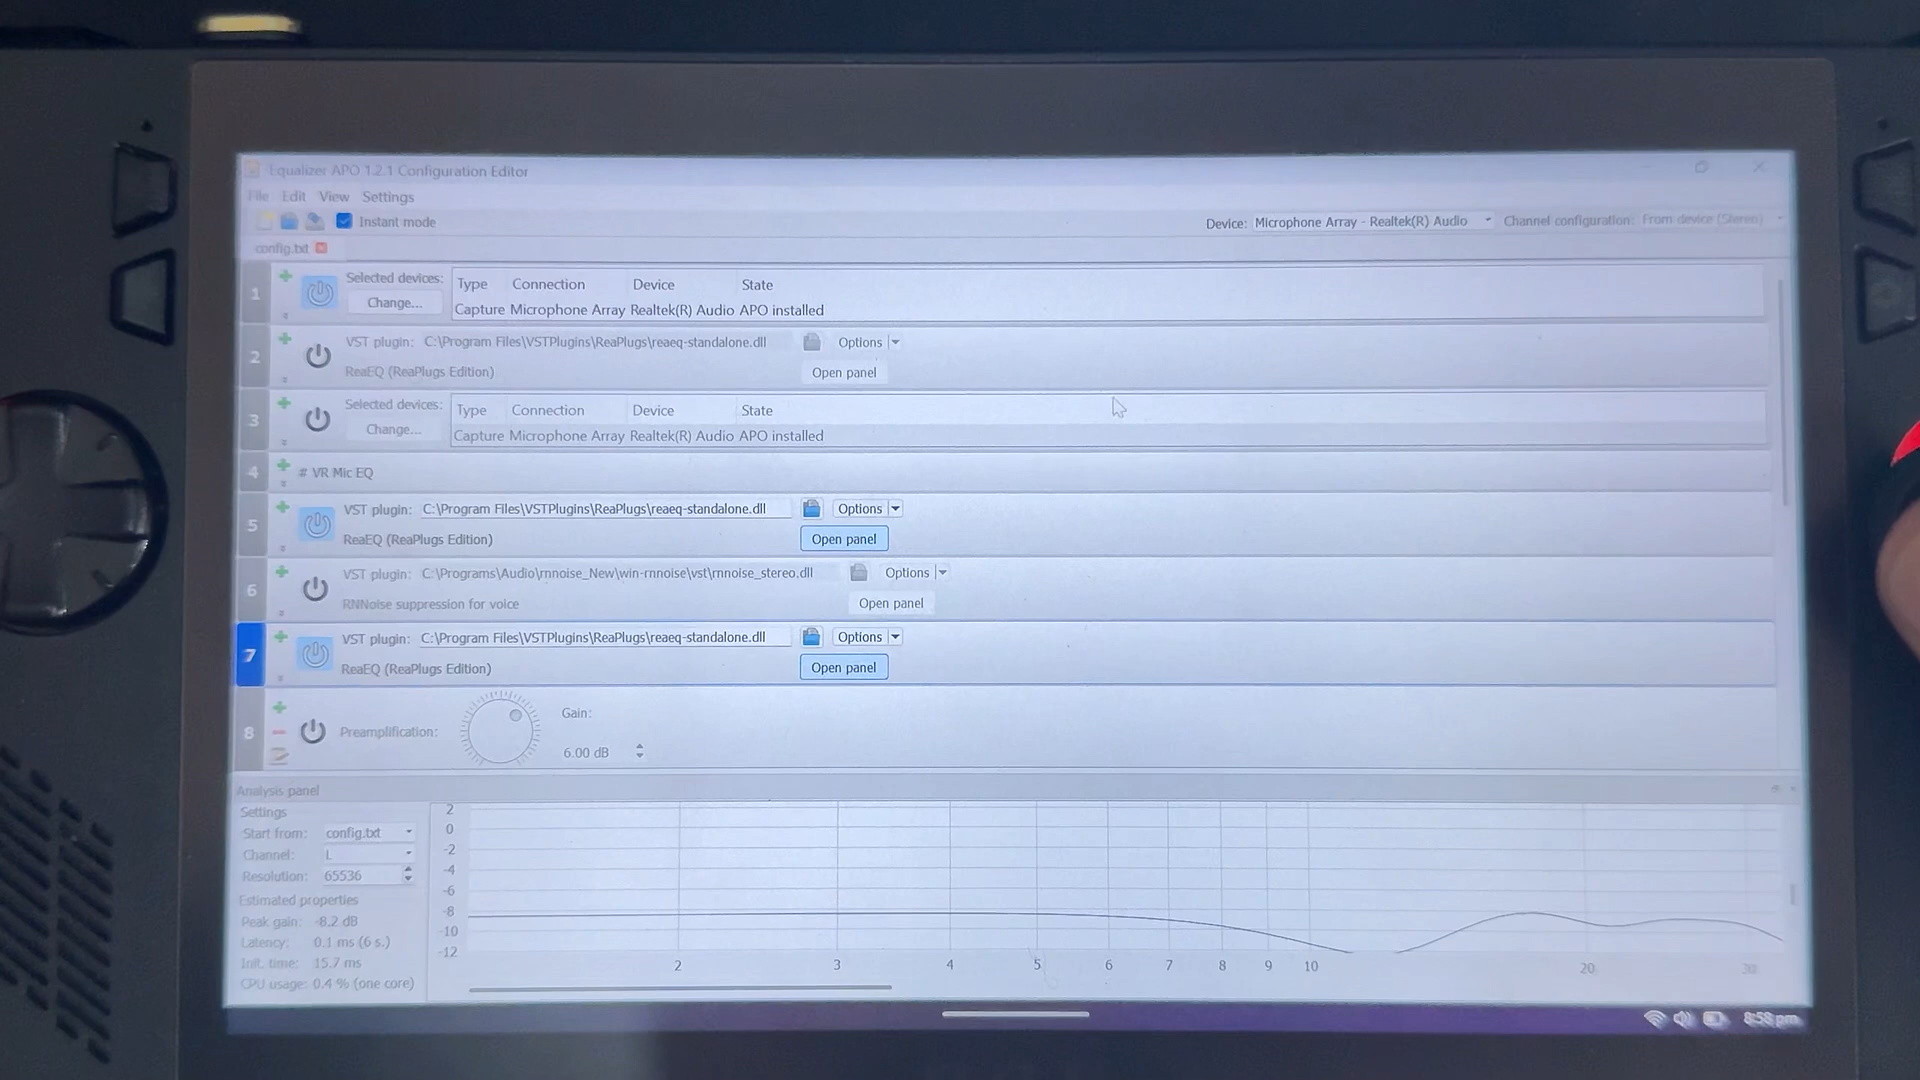 Equalizer APO 1.2.1 Configuration Editor
File Edit View Settings
Instant mode
Device: Microphone Array - Realtek(R) Audio Channel configuration: From device (Stereo)
config.txt
1 Selected devices: Change... Type Connection Device State
Capture Microphone Array Realtek(R) Audio APO installed
2 VST plugin: C:\Program Files\VSTPlugins\ReaPlugs\reaeq-standalone.dll Options
ReaEQ (ReaPlugs Edition) Open panel
3 Selected devices: Change... Type Connection Device State
Capture Microphone Array Realtek(R) Audio APO installed
4 # VR Mic EQ
5 VST plugin: C:\Program Files\VSTPlugins\ReaPlugs\reaeq-standalone.dll Options
ReaEQ (ReaPlugs Edition) Open panel
6 VST plugin: C:\Programs\Audio\rnnoise_New\win-rnnoise\vst\rnnoise_stereo.dll Options
RNNoise suppression for voice Open panel
7 VST plugin: C:\Program Files\VSTPlugins\ReaPlugs\reaeq-standalone.dll Options
ReaEQ (ReaPlugs Edition) Open panel
8 Preamplification: Gain:
6.00 dB
Analysis panel
Settings
Start from: config.txt
Channel: L
Resolution: 65536
Estimated properties
Peak gain: -8.2 dB
Latency: 0.1 ms (6 s.)
Init. time: 15.7 ms
CPU usage: 0.4 % (one core)
2
0
-2
-4
-6
-8
-10
-12
2 3 4 5 6 7 8 9 10 20 30
8:58 pm